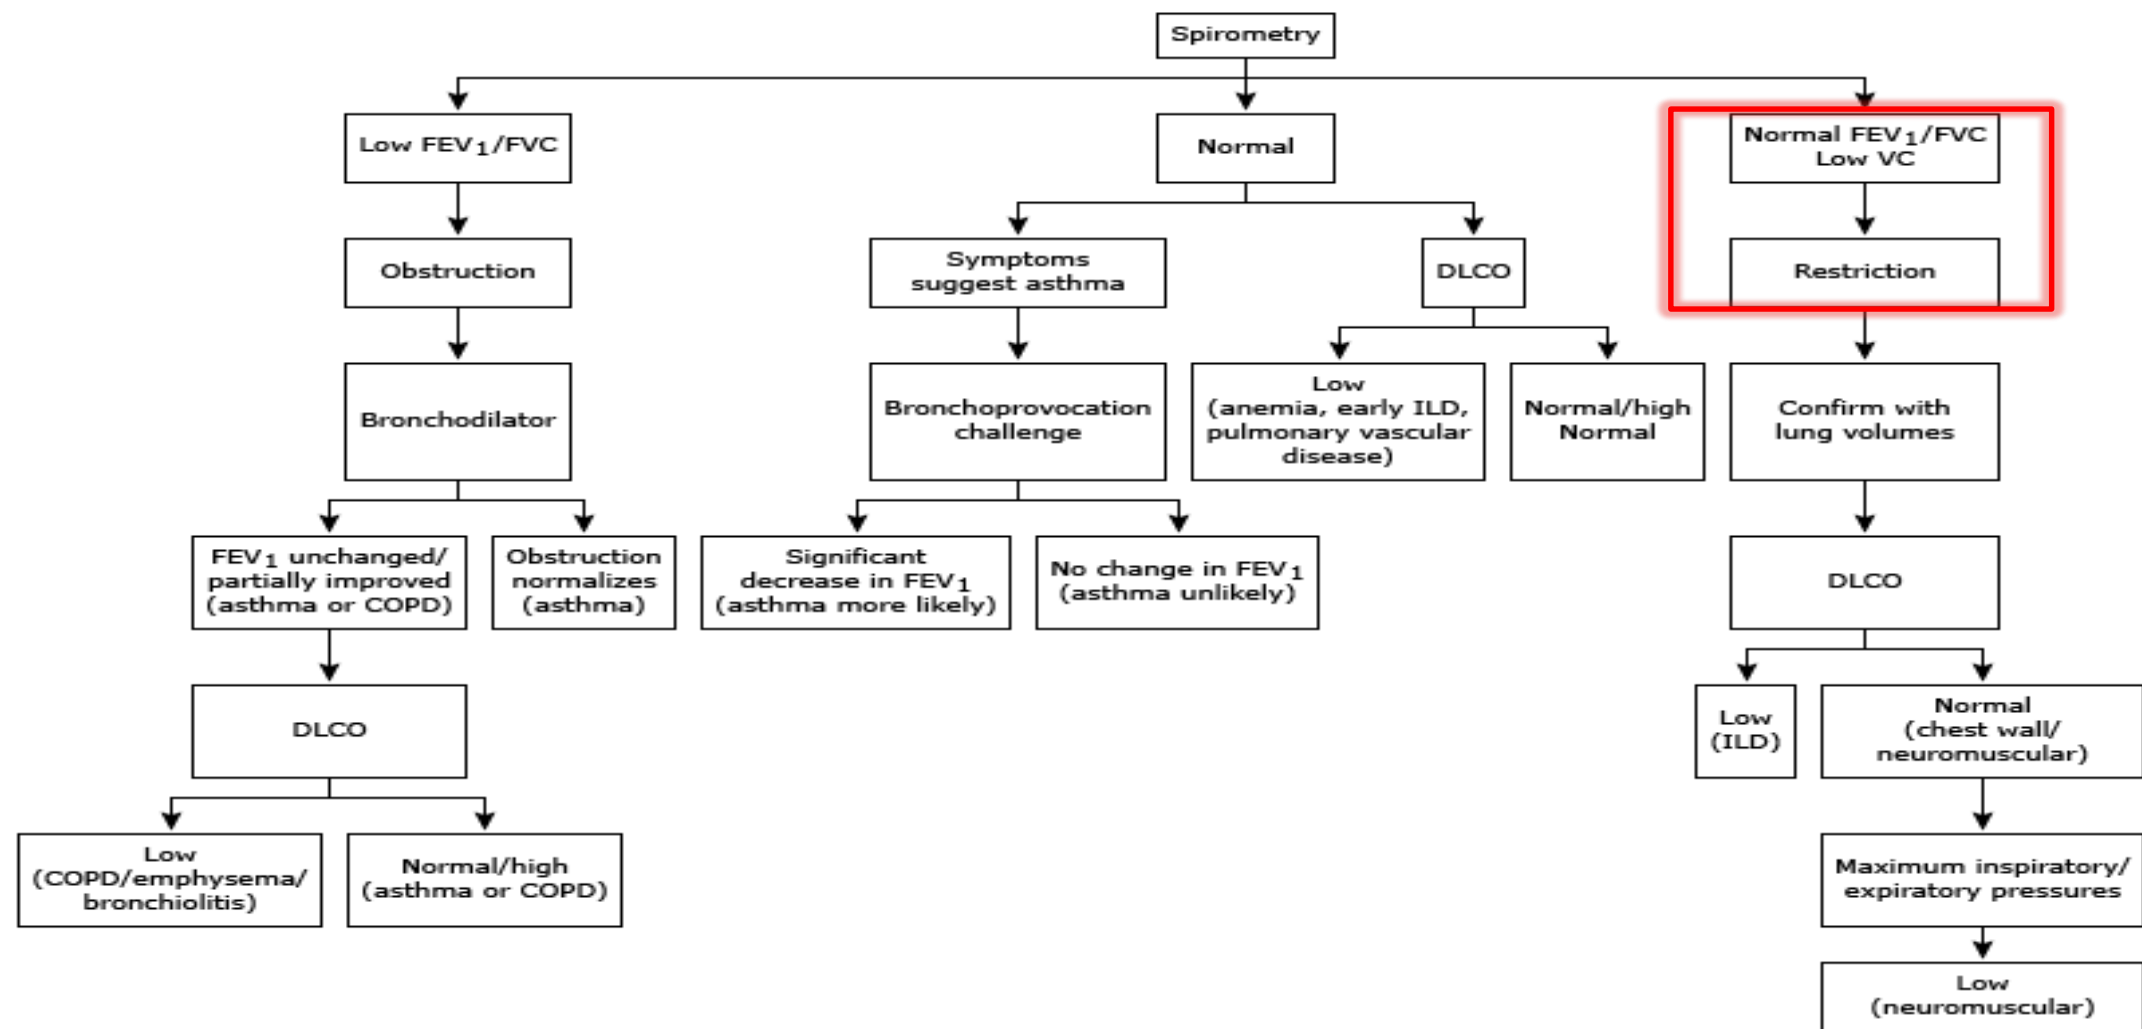 Spirometry
Low FEV1/FVC
Normal
Normal FEV1/FVC
Low VC
Obstruction
Symptoms
suggest asthma
DLCO
Restriction
Bronchodilator
Bronchoprovocation
challenge
Low
(anemia, early ILD,
pulmonary vascular
disease)
Normal/high
Normal
Confirm with
lung volumes
FEV1 unchanged/
partially improved
(asthma or COPD)
Obstruction
normalizes
(asthma)
Significant
decrease in FEV1
(asthma more likely)
No change in FEV1
(asthma unlikely)
DLCO
DLCO
Low
(ILD)
Normal
(chest wall/
neuromuscular)
Low
(COPD/emphysema/
bronchiolitis)
Normal/high
(asthma or COPD)
Maximum inspiratory/
expiratory pressures
Low
(neuromuscular)